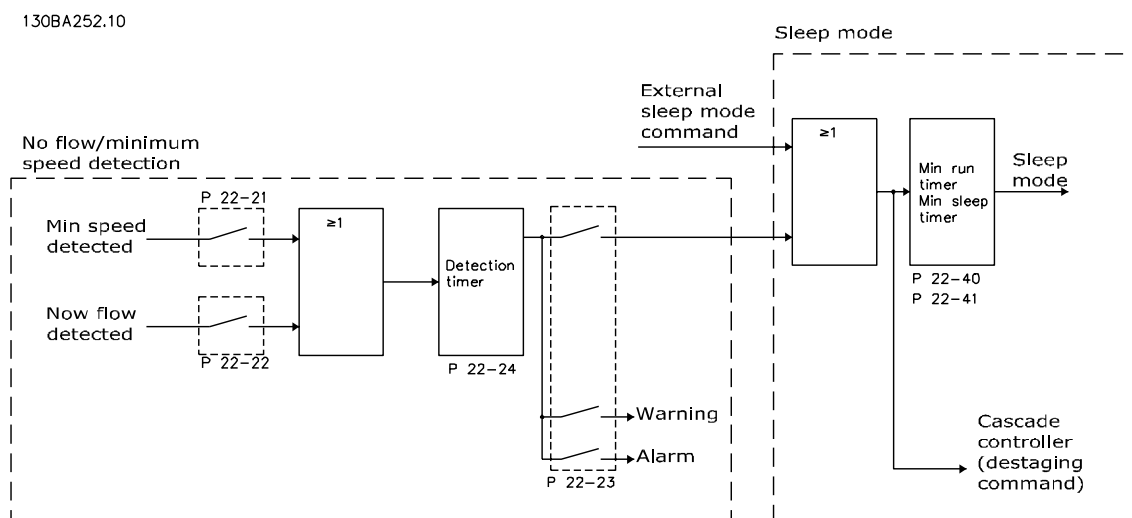 130BA252.10
Sleep mode
External
sleep mode
command
No flow/minimum
speed detection
P 22-21
Min speed
detected
≥1
Detection
timer
≥1
Min run
timer
Min sleep
timer
Sleep
mode
P 22-40
P 22-41
Now flow
detected
P 22-22
P 22-24
Warning
Alarm
P 22-23
Cascade
controller
(destaging
command)